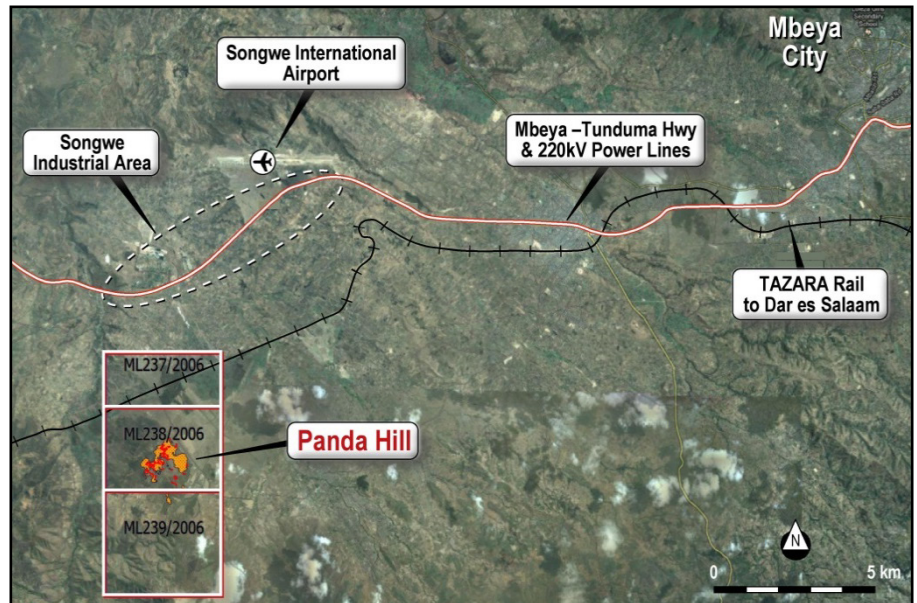 Mbeya
City
Songwe International
Airport
Songwe
Industrial Area
Mbeya –Tunduma Hwy
& 220kV Power Lines
TAZARA Rail
to Dar es Salaam
ML237/2006
ML238/2006
Panda Hill
ML239/2006
N
0
5 km